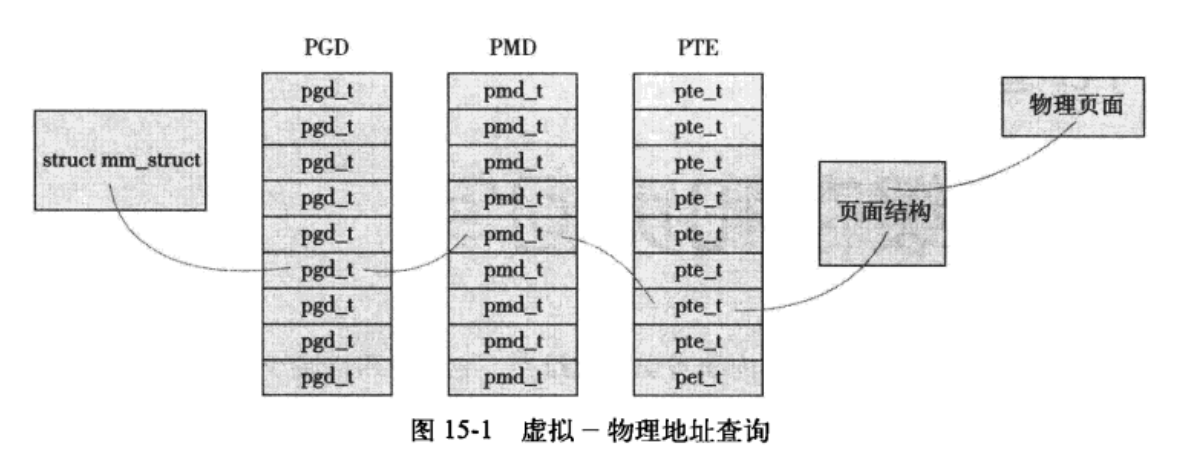 PGD PMD PTE
pgd_t pmd_t pte_t
物理页面
pgd_t pmd_t pte_t
struct mm_struct
pgd_t pmd_t pte_t
pgd_t pmd_t pte_t
页面结构
pgd_t pmd_t pte_t
pgd_t pmd_t pte_t
pgd_t pmd_t pte_t
pgd_t pmd_t pte_t
pgd_t pmd_t pet_t
图 15-1 虚拟－物理地址查询